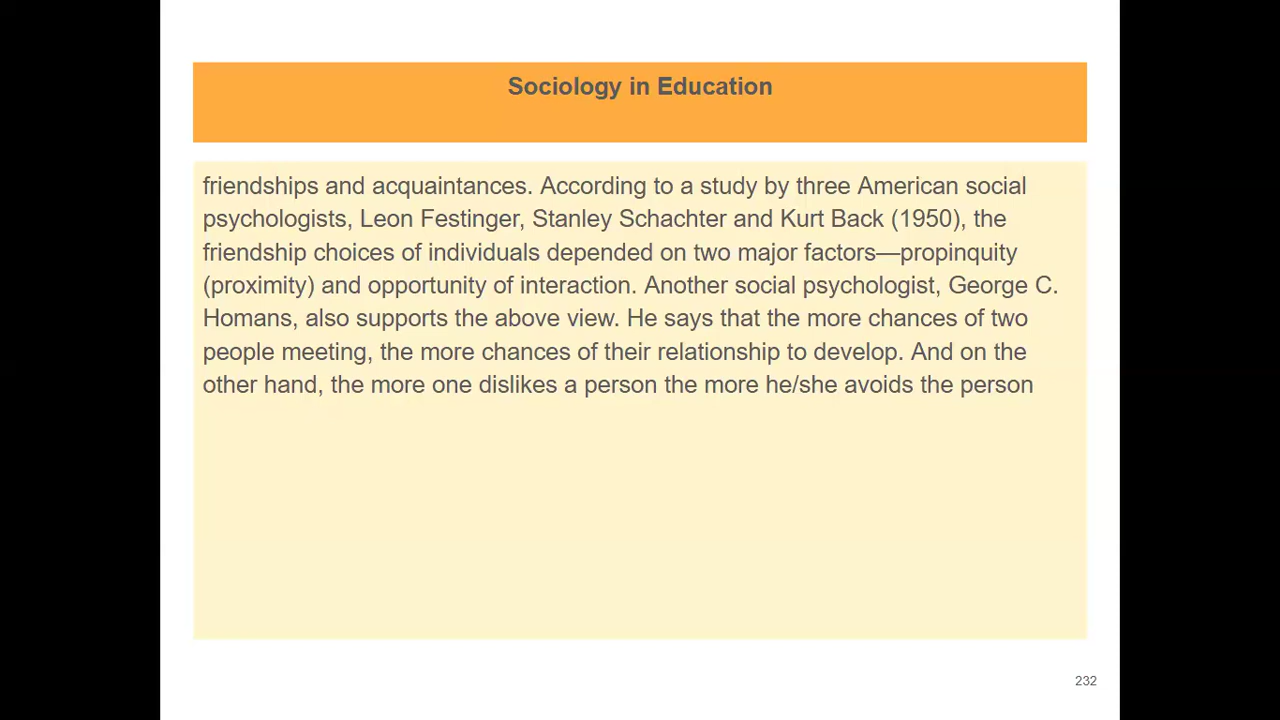 Sociology in Education
friendships and acquaintances. According to a study by three American social
psychologists, Leon Festinger, Stanley Schachter and Kurt Back (1950), the
friendship choices of individuals depended on two major factors—propinquity
(proximity) and opportunity of interaction. Another social psychologist, George C.
Homans, also supports the above view. He says that the more chances of two
people meeting, the more chances of their relationship to develop. And on the
other hand, the more one dislikes a person the more he/she avoids the person
232